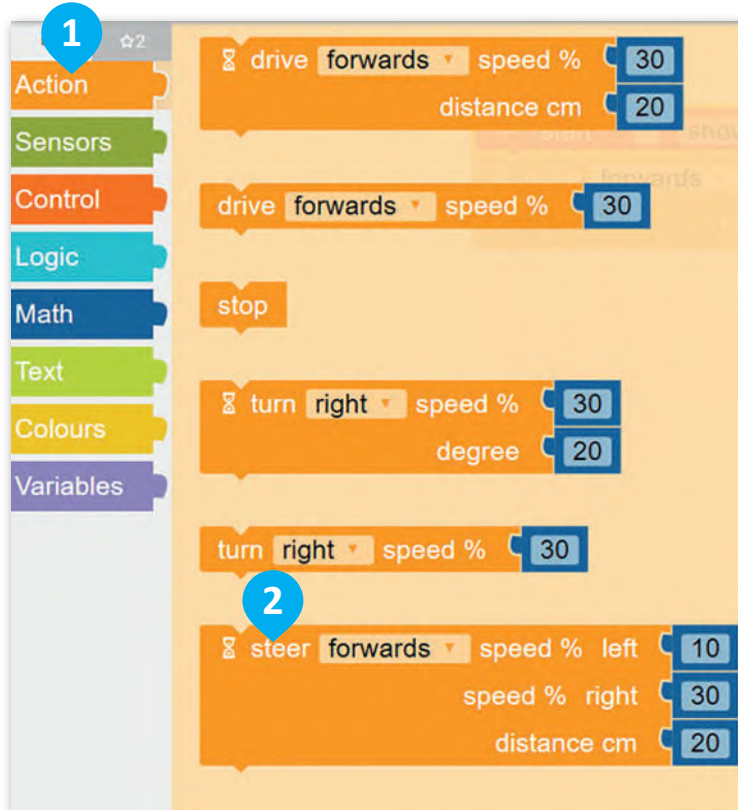 1
☆2
Action
Sensors
Control
Logic
Math
Text
Colours
Variables
drive forwards speed % 30
distance cm 20
show
forwards
drive forwards speed % 30
stop
turn right speed % 30
degree 20
turn right speed % 30
2
steer forwards speed % left 10
speed % right 30
distance cm 20